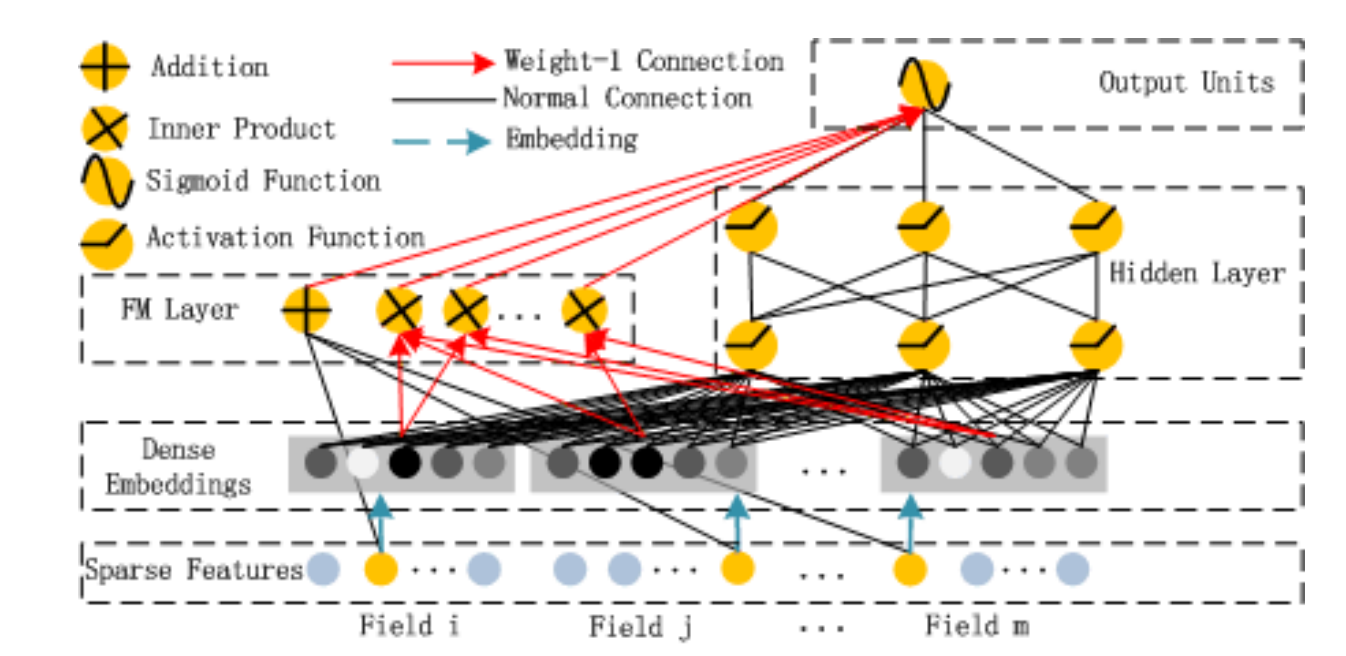 Addition
Weight-1 Connection
Output Units
Normal Connection
Inner Product
Embedding
Sigmoid Function
Activation Function
Hidden Layer
FM Layer
...
Dense
Embeddings
...
Sparse Features
...
...
...
...
Field i
Field j
...
Field m